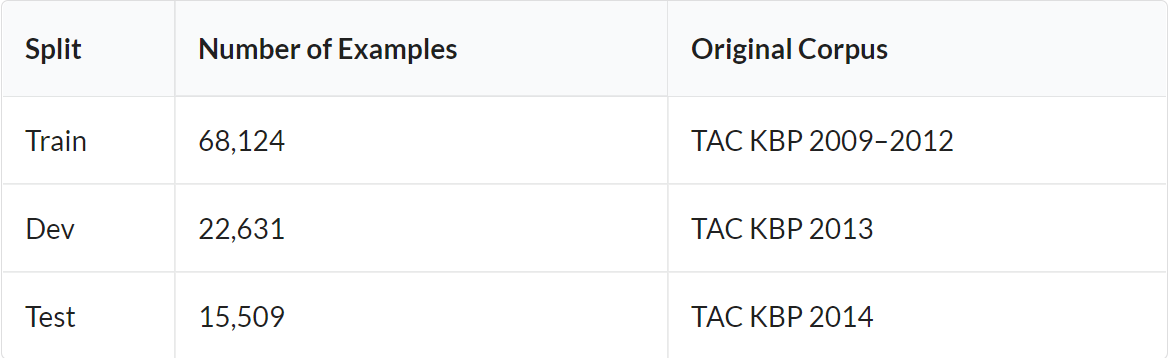 Split Number of Examples Original Corpus
Train 68,124 TAC KBP 2009–2012
Dev 22,631 TAC KBP 2013
Test 15,509 TAC KBP 2014